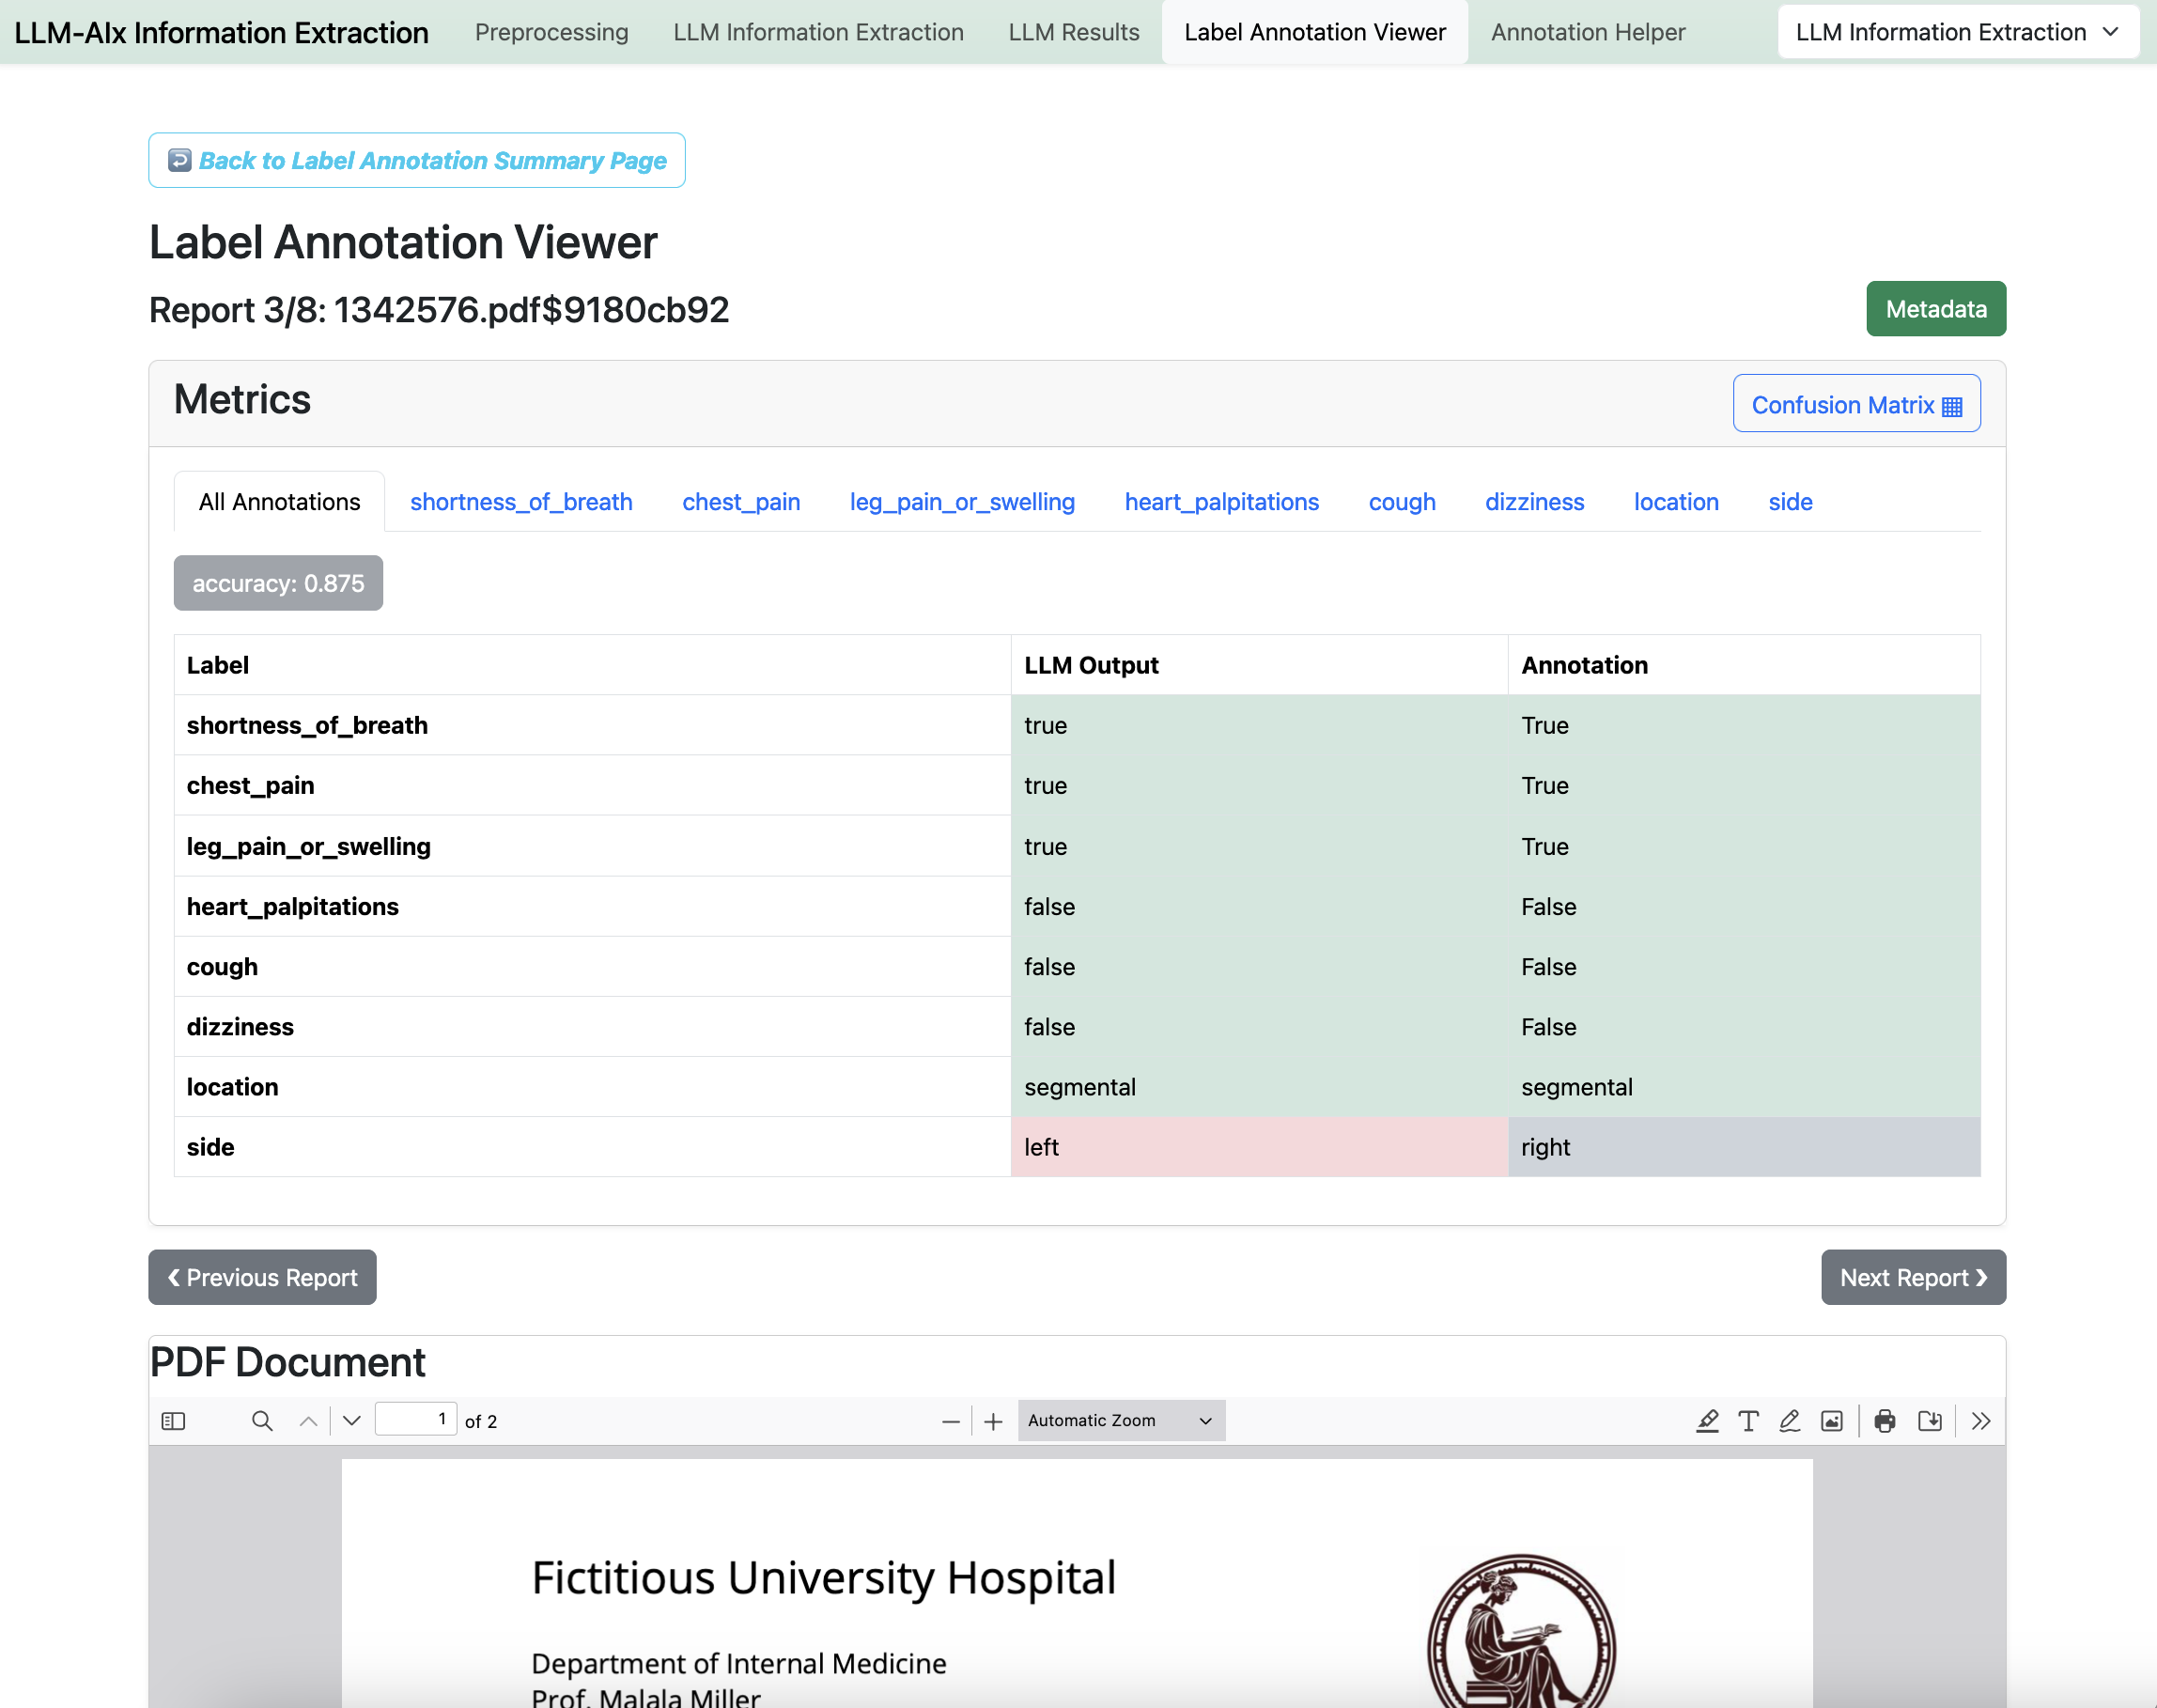 LLM-AIx Information Extraction Preprocessing LLM Information Extraction LLM Results Label Annotation Viewer Annotation Helper LLM Information Extraction
Back to Label Annotation Summary Page
Label Annotation Viewer
Report 3/8: 1342576.pdf$9180cb92 Metadata
Metrics Confusion Matrix
All Annotations shortness_of_breath chest_pain leg_pain_or_swelling heart_palpitations cough dizziness location side
accuracy: 0.875
Label LLM Output Annotation
shortness_of_breath true True
chest_pain true True
leg_pain_or_swelling true True
heart_palpitations false False
cough false False
dizziness false False
location segmental segmental
side left right
❮ Previous Report Next Report ❯
PDF Document
1 of 2 Automatic Zoom
Fictitious University Hospital
Department of Internal Medicine
Prof. Malala Miller